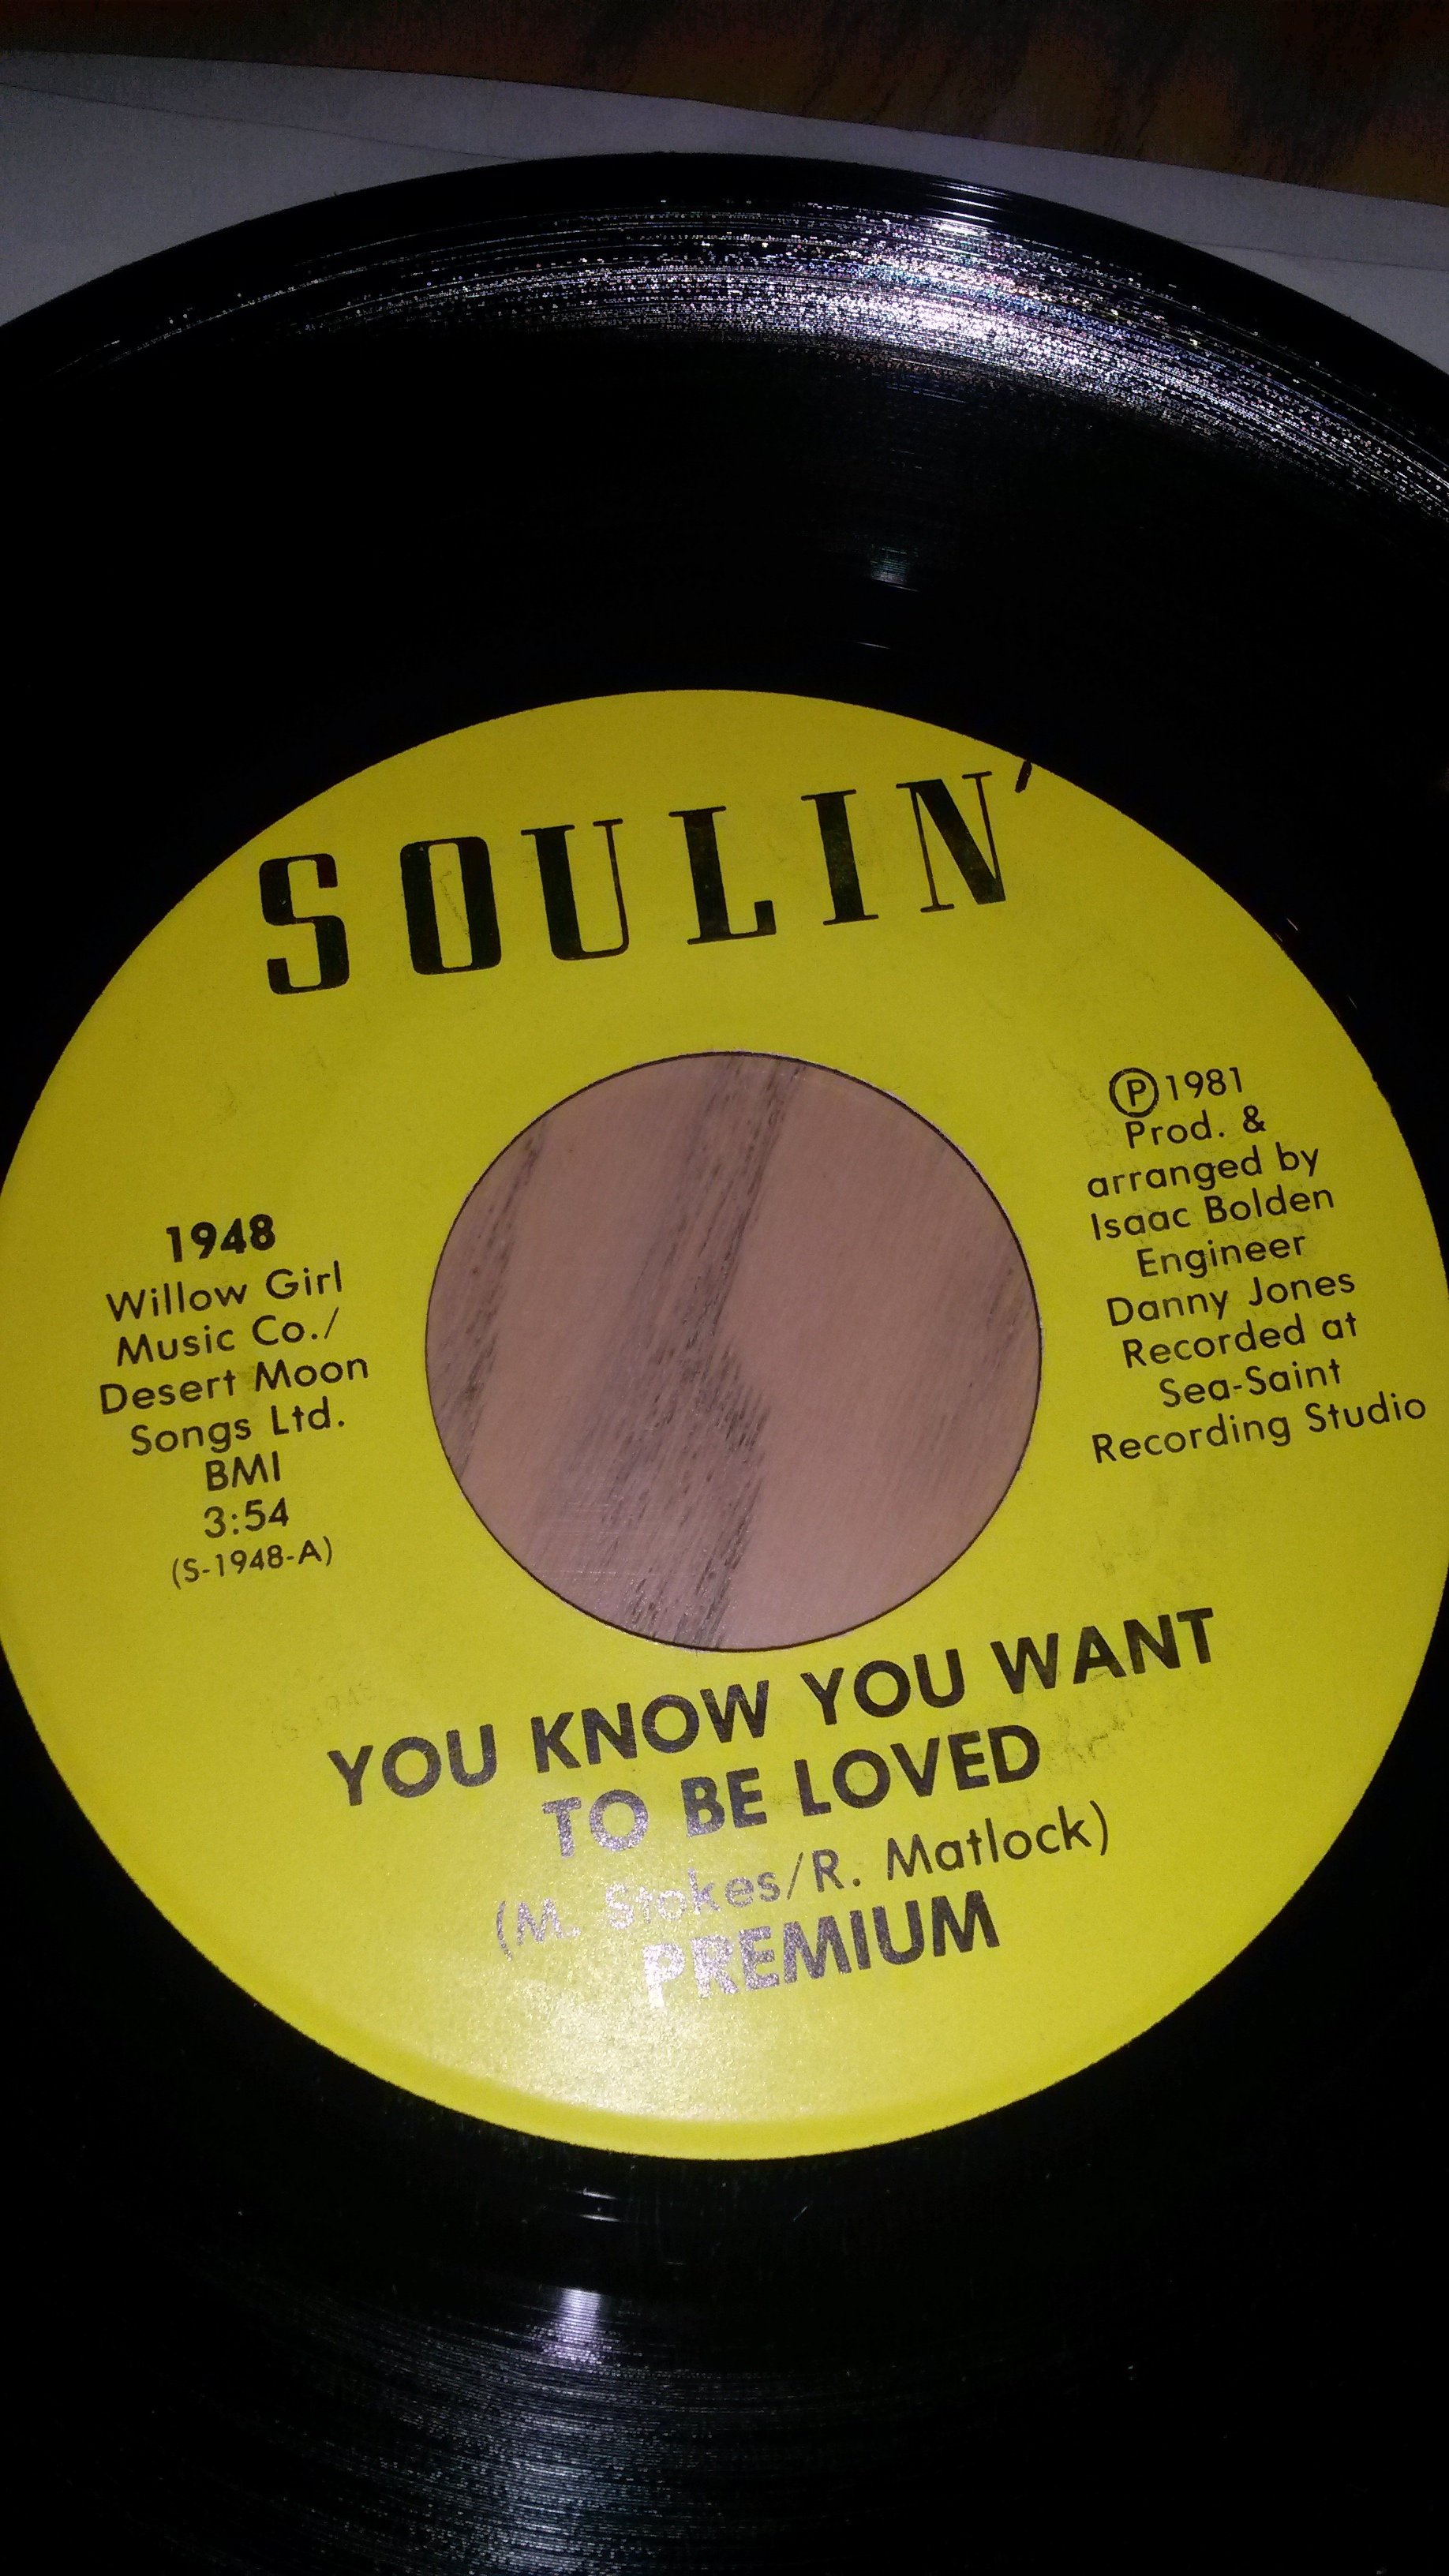 SOULIN'
1948
Willow Girl
Music Co./
Desert Moon
Songs Ltd.
BMI
3:54
(S-1948-A)
Ⓟ1981
Prod. &
arranged by
Isaac Bolden
Engineer
Danny Jones
Recorded at
Sea-Saint
Recording Studio
YOU KNOW YOU WANT
TO BE LOVED
(M. Stokes/R. Matlock)
PREMIUM